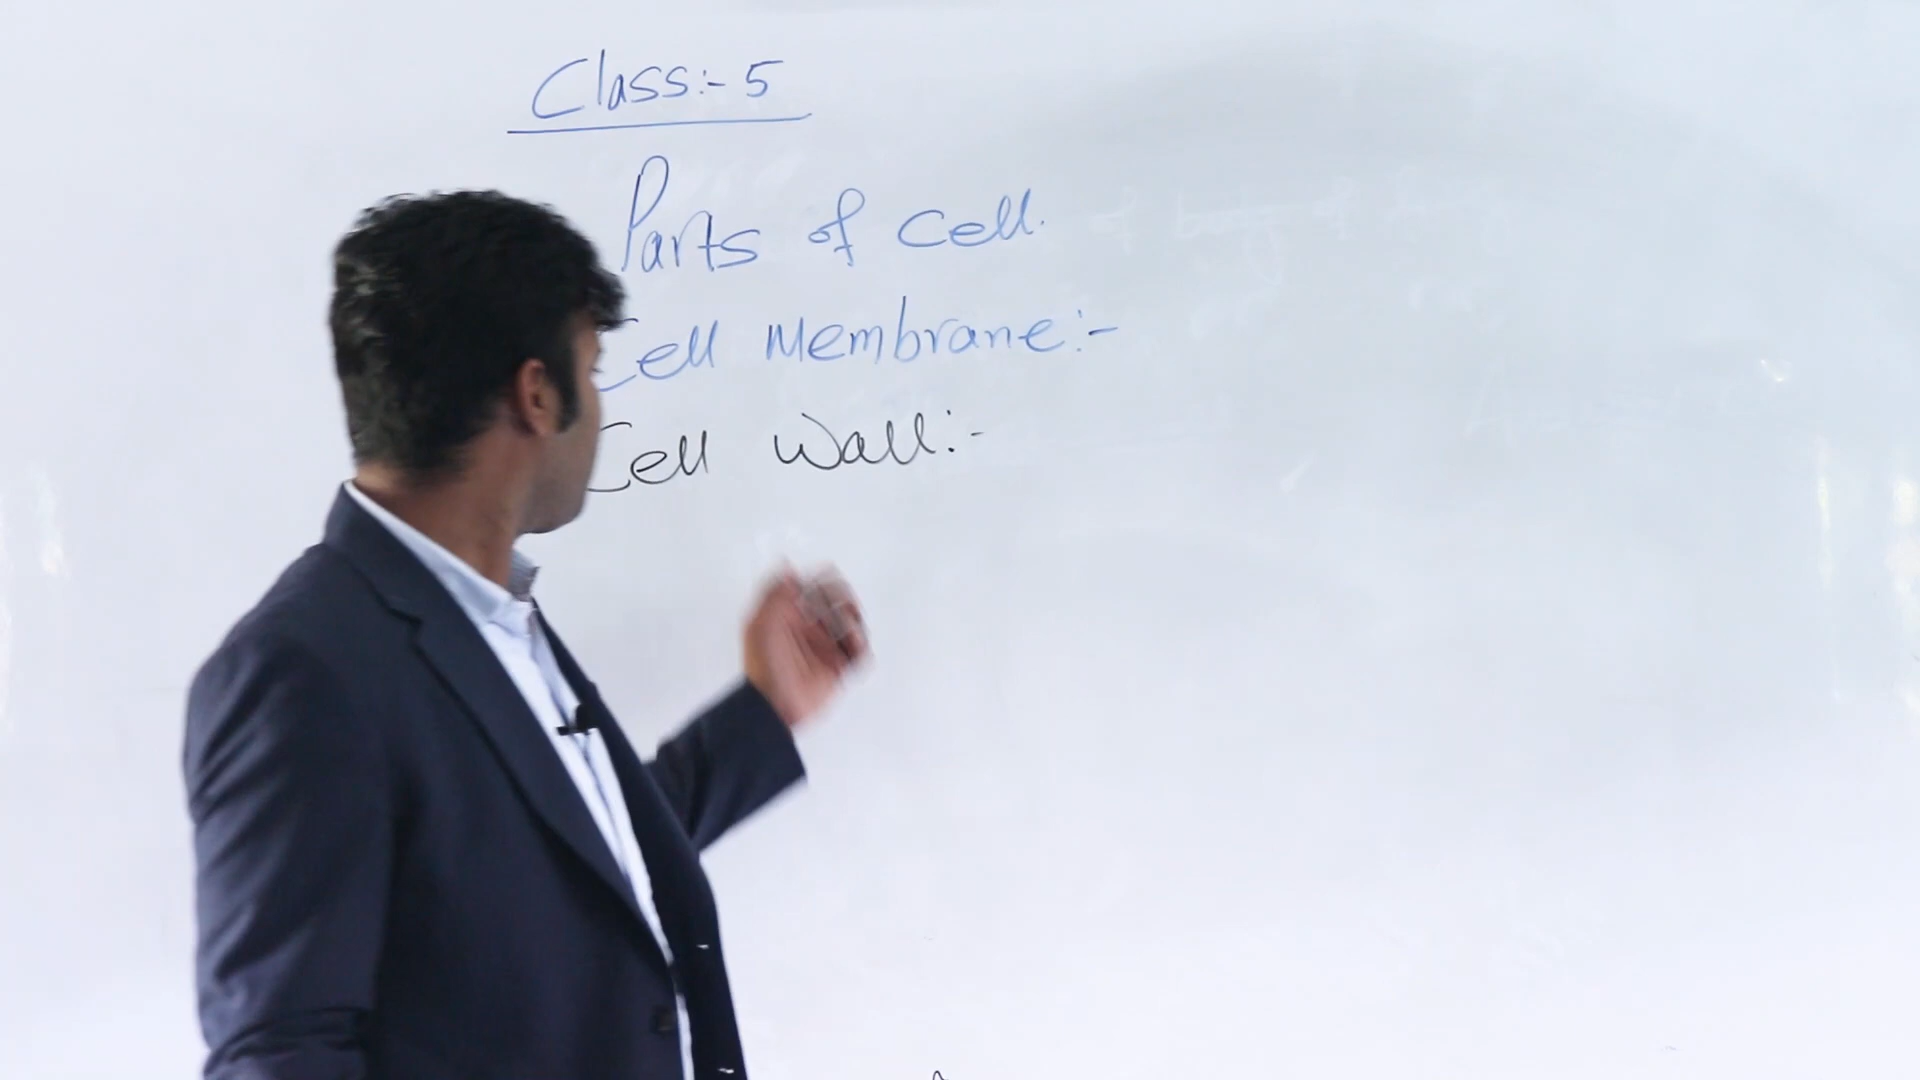 Class:- 5
Parts of Cell.
Cell Membrane:-
Cell Wall:-